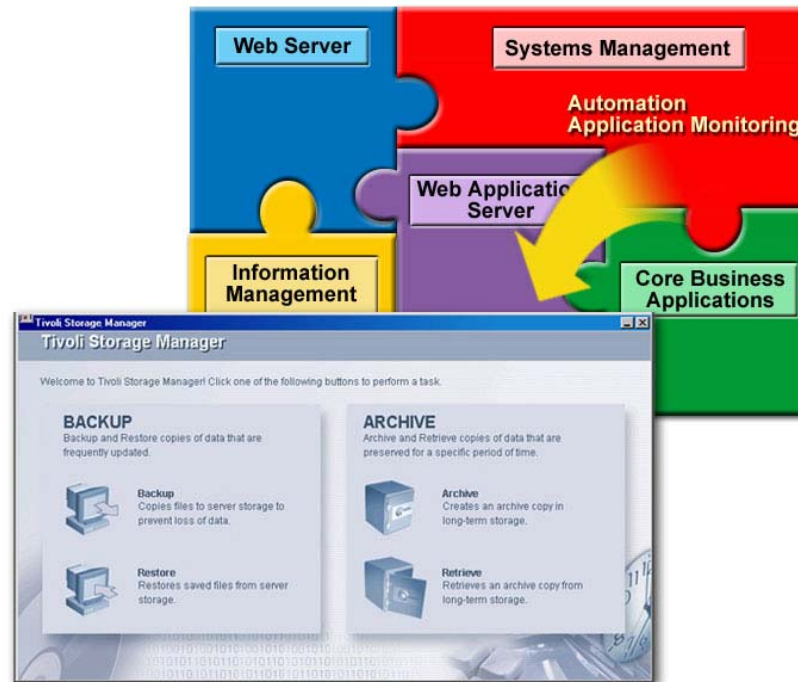 Web Server
Systems Management
Automation
Application Monitoring
Web Applicatio
Server
Information
Management
Core Business
Applications
Tivoli Storage Manager
Tivoli Storage Manager
Welcome to Tivoli Storage Manager! Click one of the following buttons to perform a task.
BACKUP
Backup and Restore copies of data that are
frequently updated.
Backup
Copies files to server storage to
prevent loss of data.
Restore
Restores saved files from server
storage.
ARCHIVE
Archive and Retrieve copies of data that are
preserved for a specific period of time.
Archive
Creates an archive copy in
long-term storage.
Retrieve
Retrieves an archive copy from
long-term storage.